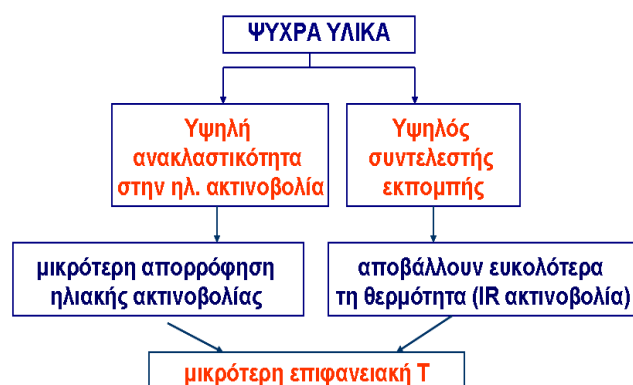 ΨΥΧΡΑ ΥΛΙΚΑ
Υψηλή
ανακλαστικότητα
στην ηλ. ακτινοβολία
Υψηλός
συντελεστής
εκπομπής
μικρότερη απορρόφηση
ηλιακής ακτινοβολίας
αποβάλλουν ευκολότερα
τη θερμότητα (IR ακτινοβολία)
μικρότερη επιφανειακή Τ